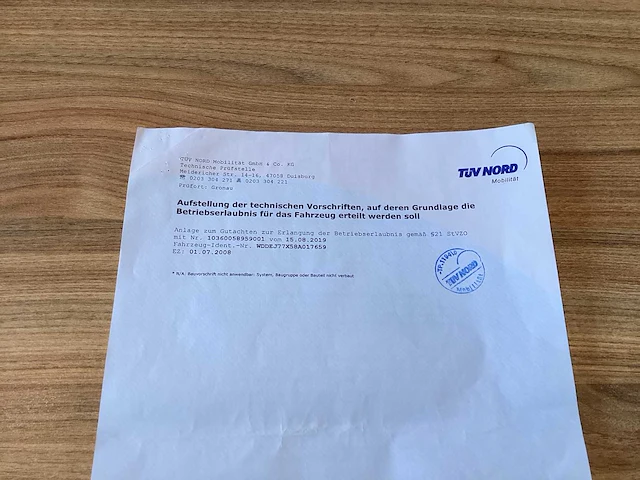 TÜV NORD Mobilität GmbH & Co. KG
Technische Prüfstelle
Meidericher Str. 14-16, 47058 Duisburg
☎ 0203 304 271 0203 304 221
Prüfort: Gronau
TÜV NORD
Mobilität
Aufstellung der technischen Vorschriften, auf deren Grundlage die
Betriebserlaubnis für das Fahrzeug erteilt werden soll
Anlage zum Gutachten zur Erlangung der Betriebserlaubnis gemäß §21 StVZO
mit Nr. 10360058959001 vom 15.08.2019
Fahrzeug-Ident.-Nr. WDDEJ77X58A017659
EZ: 01.07.2008
* N/A: Bauvorschrift nicht anwendbar: System, Baugruppe oder Bauteil nicht verbaut
TÜV NORD